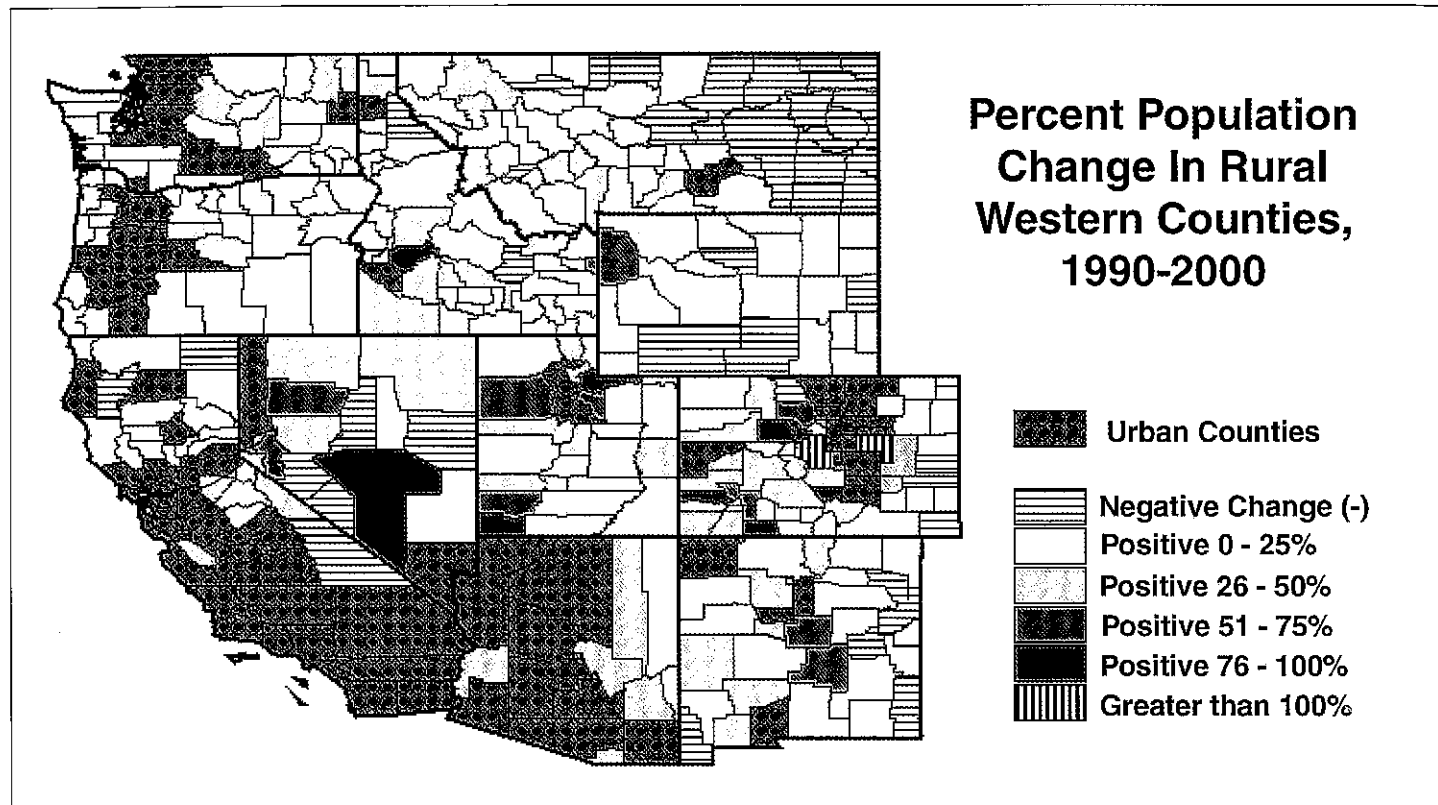 Percent Population
Change In Rural
Western Counties,
1990-2000
Urban Counties
Negative Change (-)
Positive 0 - 25%
Positive 26 - 50%
Positive 51 - 75%
Positive 76 - 100%
Greater than 100%